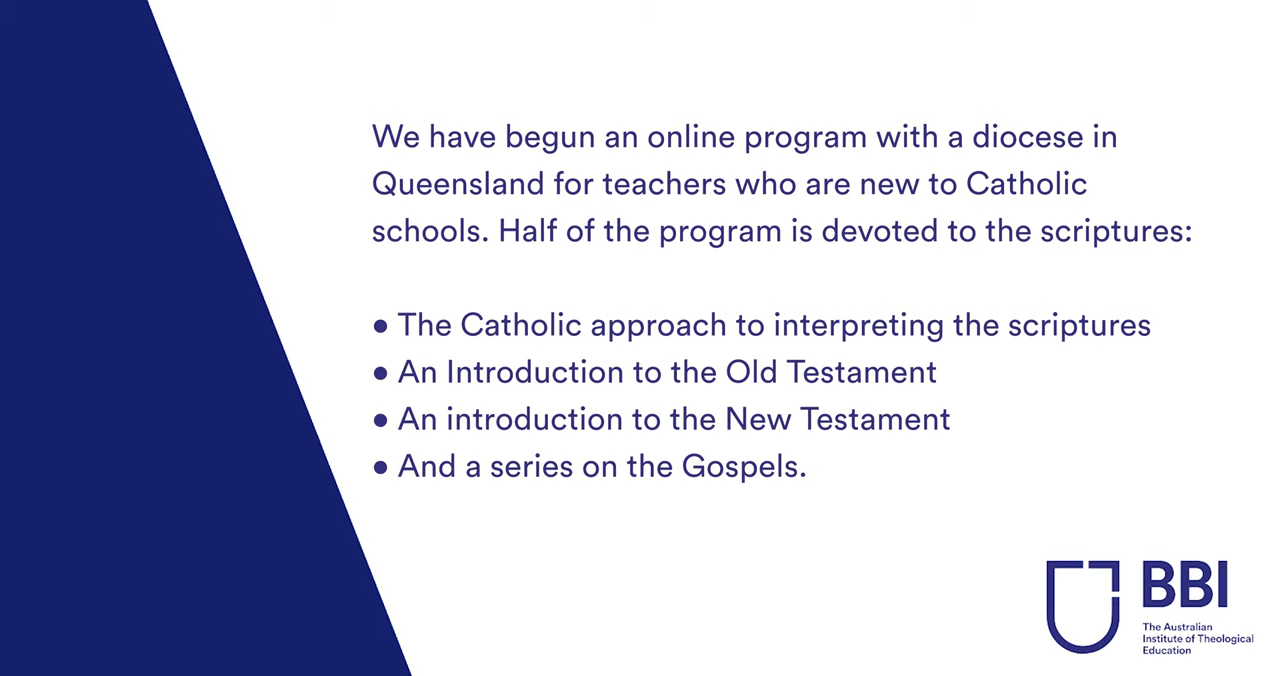 We have begun an online program with a diocese in
Queensland for teachers who are new to Catholic
schools. Half of the program is devoted to the scriptures:
• The Catholic approach to interpreting the scriptures
• An Introduction to the Old Testament
• An introduction to the New Testament
• And a series on the Gospels.
BBI
The Australian
Institute of Theological
Education